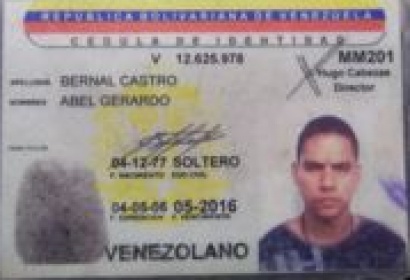 REPUBLICA BOLIVARIANA DE VENEZUELA
CEDULA DE IDENTIDAD
V 12.625.978
MM201
APELLIDOS BERNAL CASTRO
Hugo Cabezas
Director
NOMBRES ABEL GERARDO
04-12-77 SOLTERO
F. NACIMIENTO EDO CIVIL
04-05-06 05-2016
F. EXPEDICION F. VENCIMIENTO
VENEZOLANO